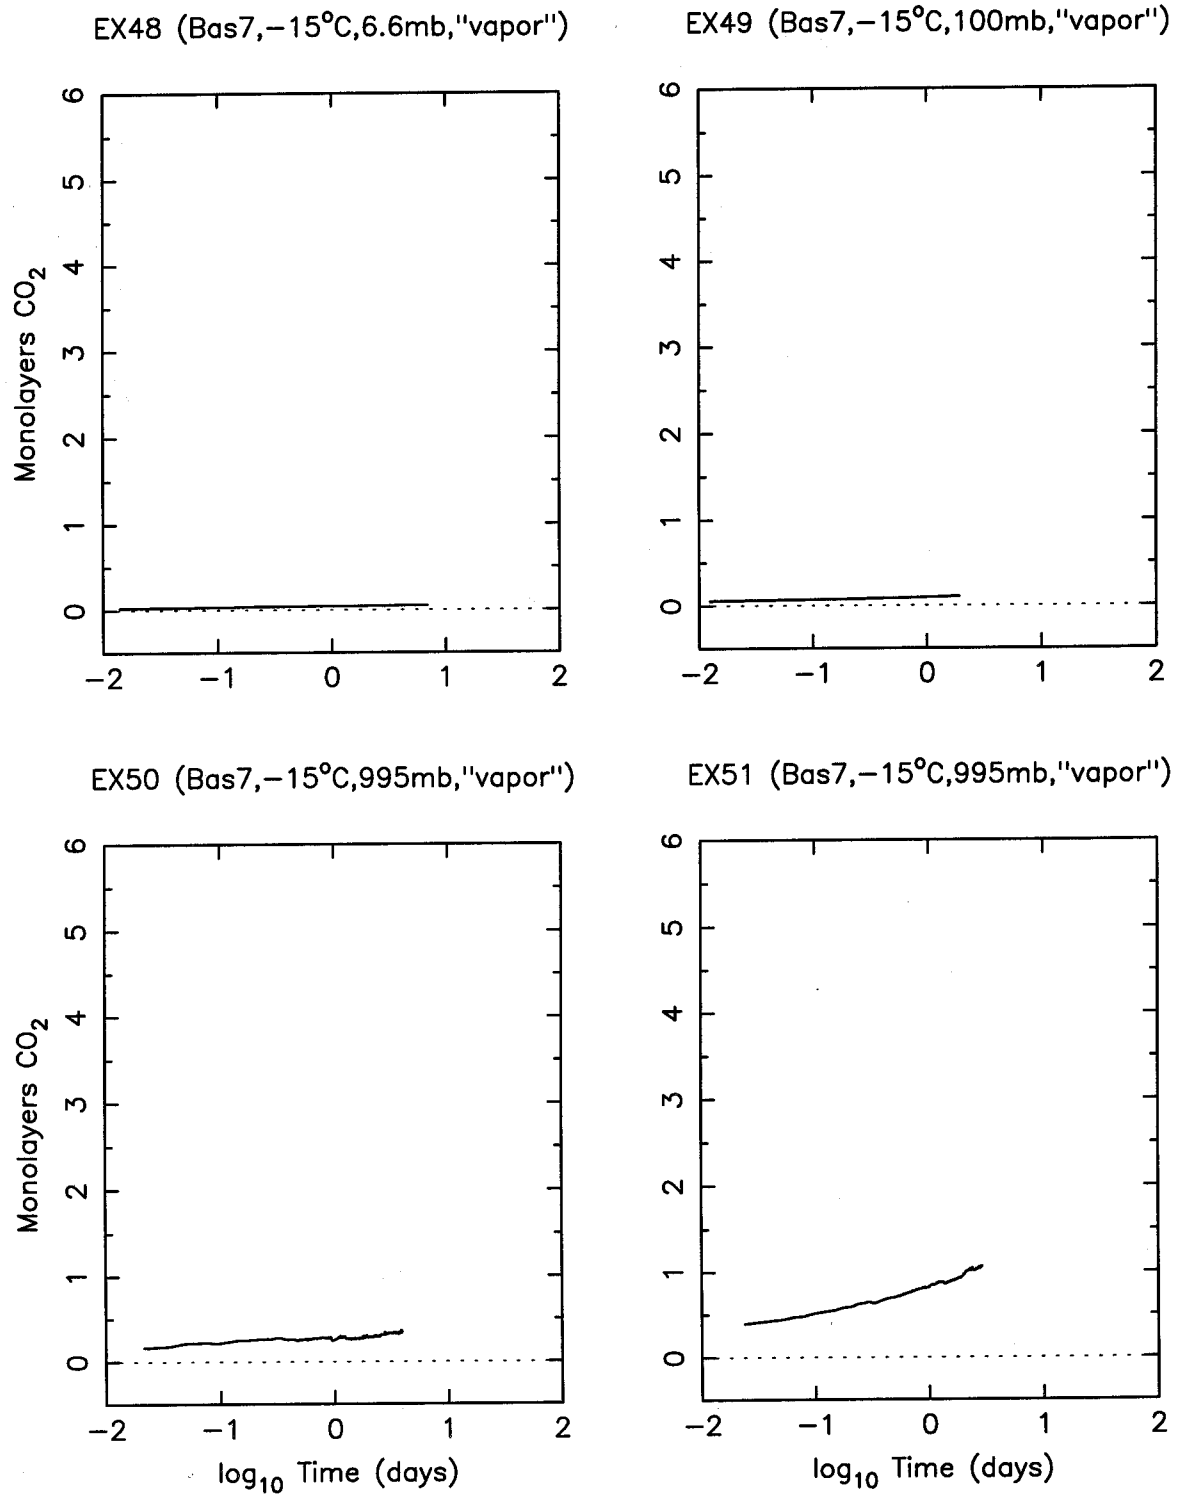 EX48 (Bas7,−15°C,6.6mb,"vapor")
Monolayers CO₂
6
5
4
3
2
1
0
−2 −1 0 1 2
EX49 (Bas7,−15°C,100mb,"vapor")
6
5
4
3
2
1
0
−2 −1 0 1 2
EX50 (Bas7,−15°C,995mb,"vapor")
Monolayers CO₂
6
5
4
3
2
1
0
−2 −1 0 1 2
log₁₀ Time (days)
EX51 (Bas7,−15°C,995mb,"vapor")
6
5
4
3
2
1
0
−2 −1 0 1 2
log₁₀ Time (days)